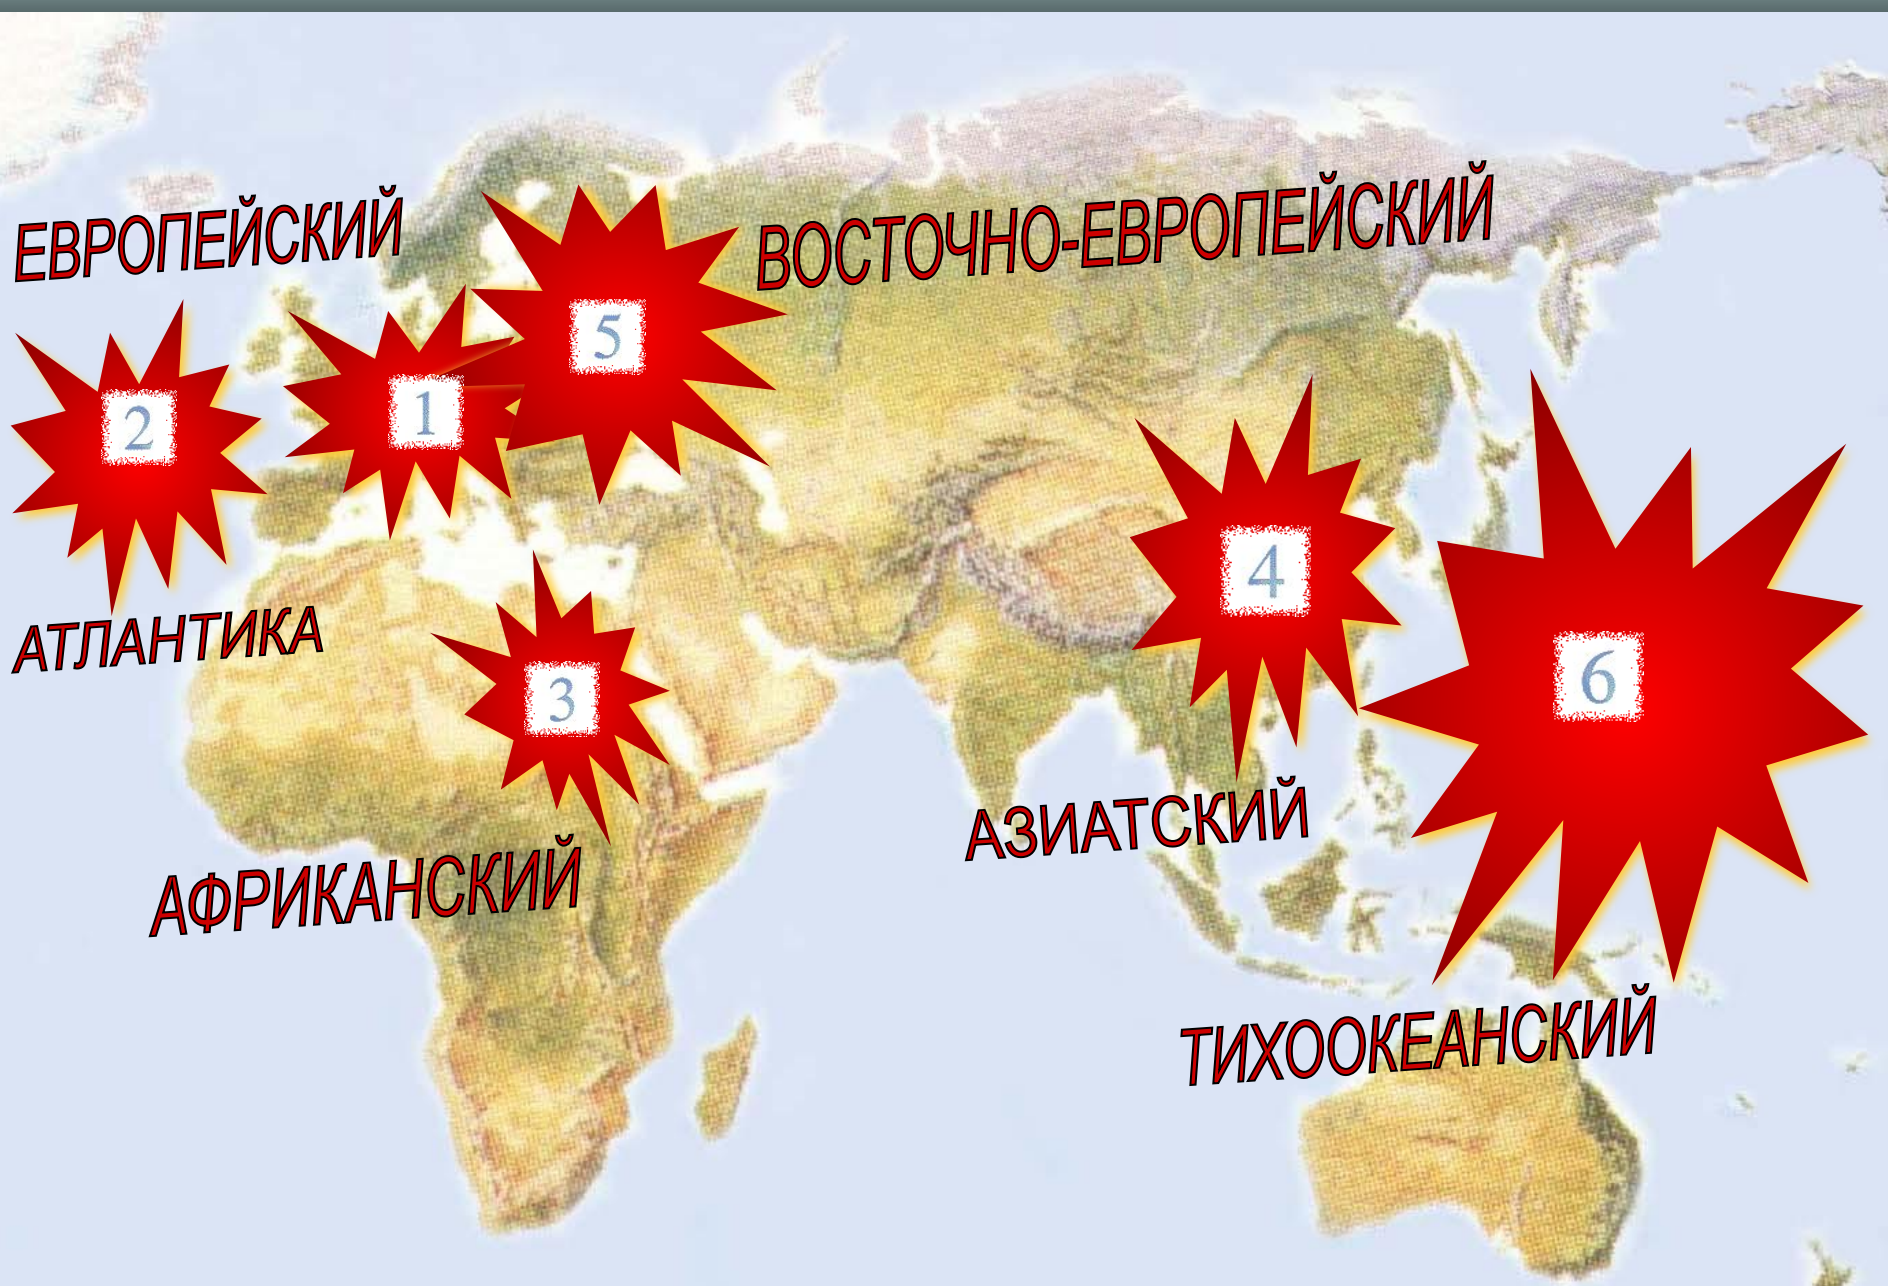 ЕВРОПЕЙСКИЙ
ВОСТОЧНО-ЕВРОПЕЙСКИЙ
5
1
2
4
АТЛАНТИКА
3
6
АЗИАТСКИЙ
АФРИКАНСКИЙ
ТИХООКЕАНСКИЙ